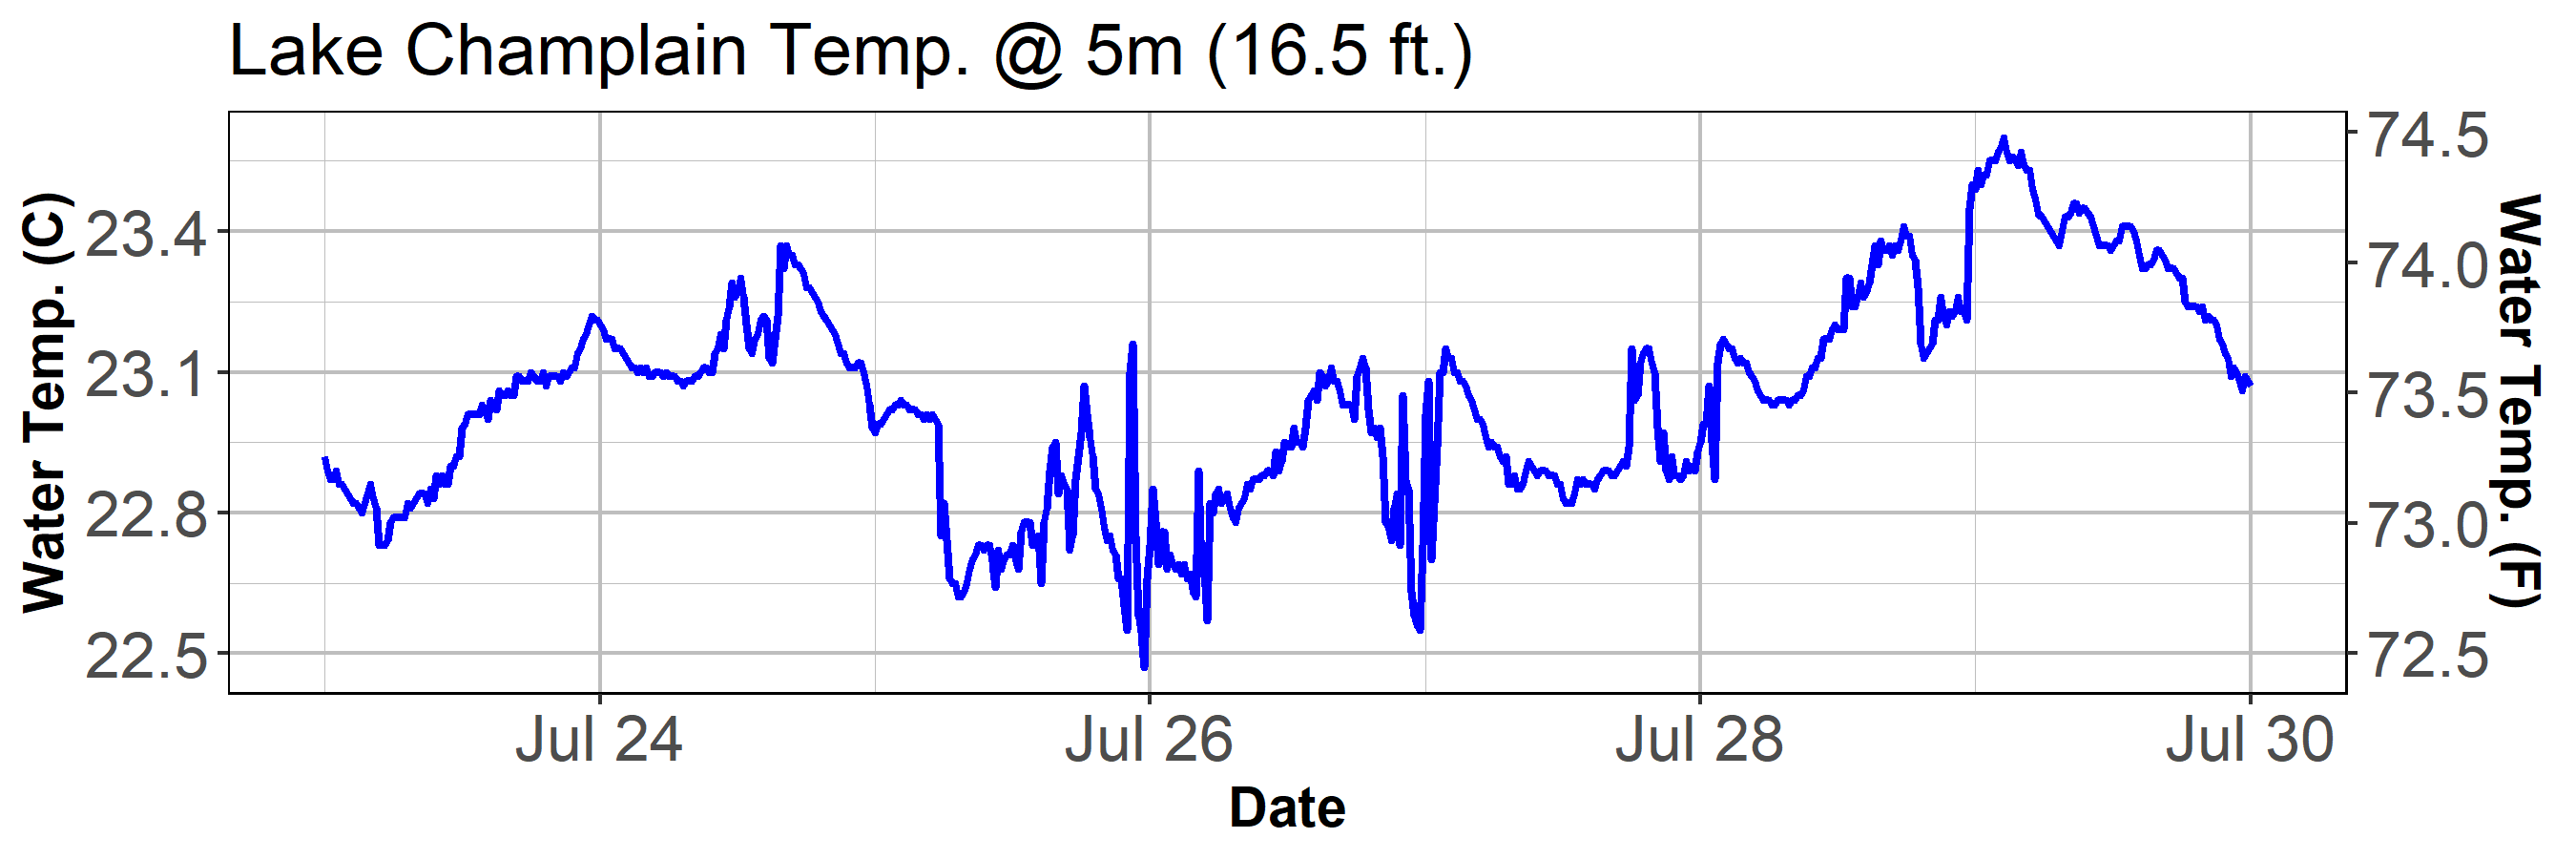 Lake Champlain Temp. @ 5m (16.5 ft.)
Water Temp. (C)
23.4
23.1
22.8
22.5
74.5
74.0
73.5
73.0
72.5
Water Temp. (F)
Jul 24 Jul 26 Jul 28 Jul 30
Date